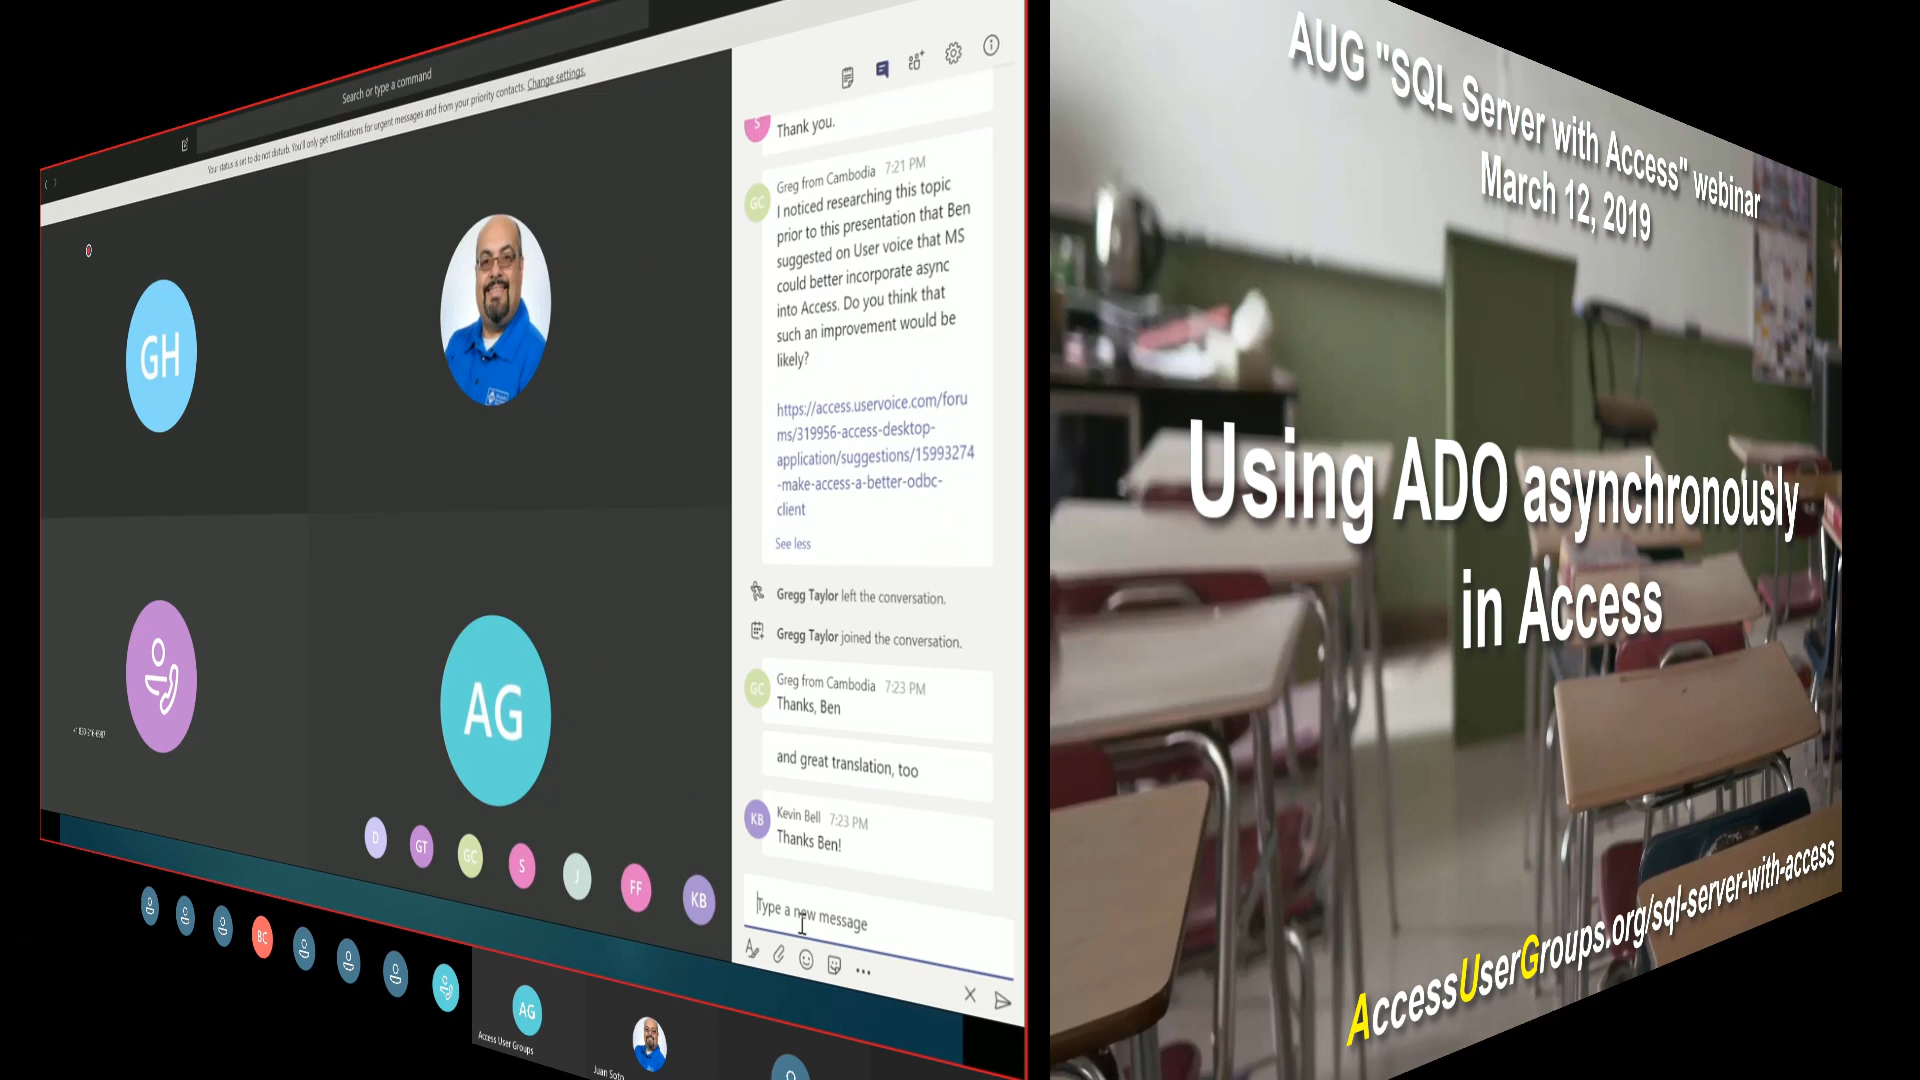 Search or type a command
Your status is set to do not disturb. You'll only get notifications for urgent messages and from your priority contacts. Change settings.
GH
AG
D
GT
GC
S
J
FF
KB
BC
AG
Access User Groups
Juan Soto
S
Thank you.
Greg from Cambodia 7:21 PM
GC
I noticed researching this topic
prior to this presentation that Ben
suggested on User voice that MS
could better incorporate async
into Access. Do you think that
such an improvement would be
likely?
https://access.uservoice.com/foru
ms/319956-access-desktop-
application/suggestions/15993274
-make-access-a-better-odbc-
client
See less
Gregg Taylor left the conversation.
Gregg Taylor joined the conversation.
Greg from Cambodia 7:23 PM
GC
Thanks, Ben
and great translation, too
Kevin Bell 7:23 PM
KB
Thanks Ben!
Type a new message
AUG "SQL Server with Access" webinar
March 12, 2019
Using ADO asynchronously
in Access
AccessUserGroups.org/sql-server-with-access